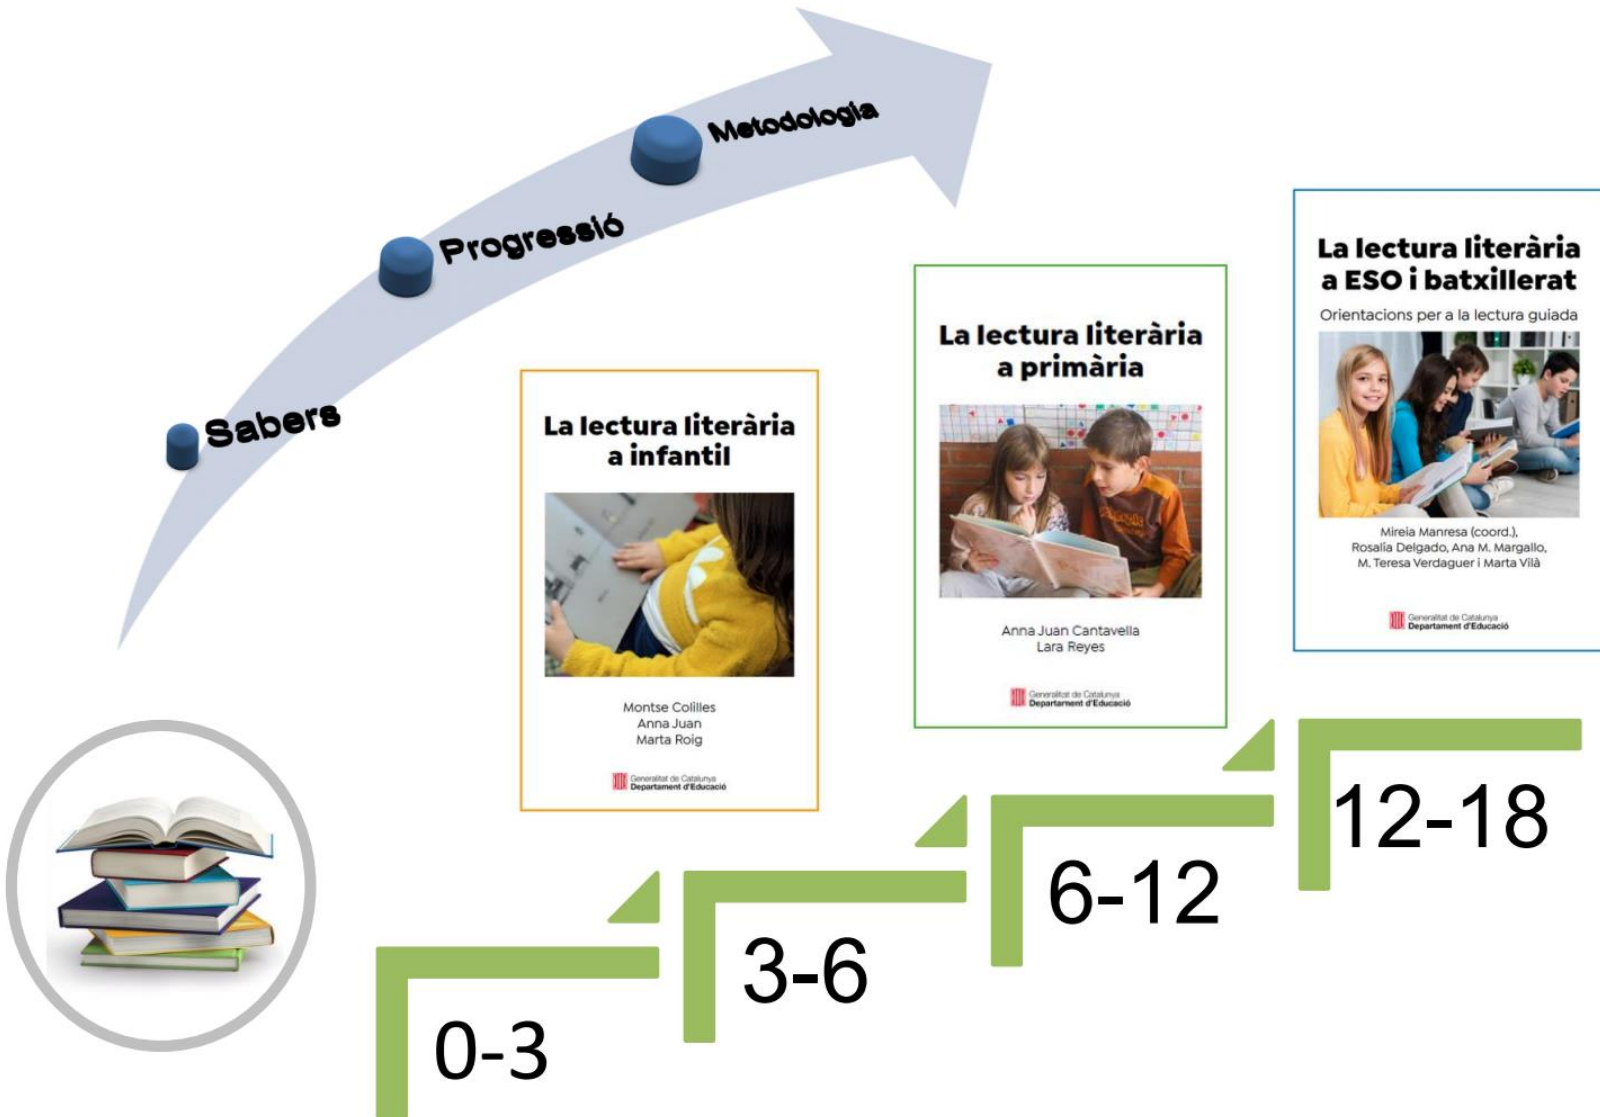 Metodologia
Progressió
Sabers
La lectura literària
a infantil
Montse Colilles
Anna Juan
Marta Roig
Generalitat de Catalunya
Departament d'Educació
La lectura literària
a primària
Anna Juan Cantavella
Lara Reyes
Generalitat de Catalunya
Departament d'Educació
La lectura literària
a ESO i batxillerat
Orientacions per a la lectura guiada
Mireia Manresa (coord.),
Rosalía Delgado, Ana M. Margallo,
M. Teresa Verdaguer i Marta Vilà
Generalitat de Catalunya
Departament d'Educació
0-3
3-6
6-12
12-18